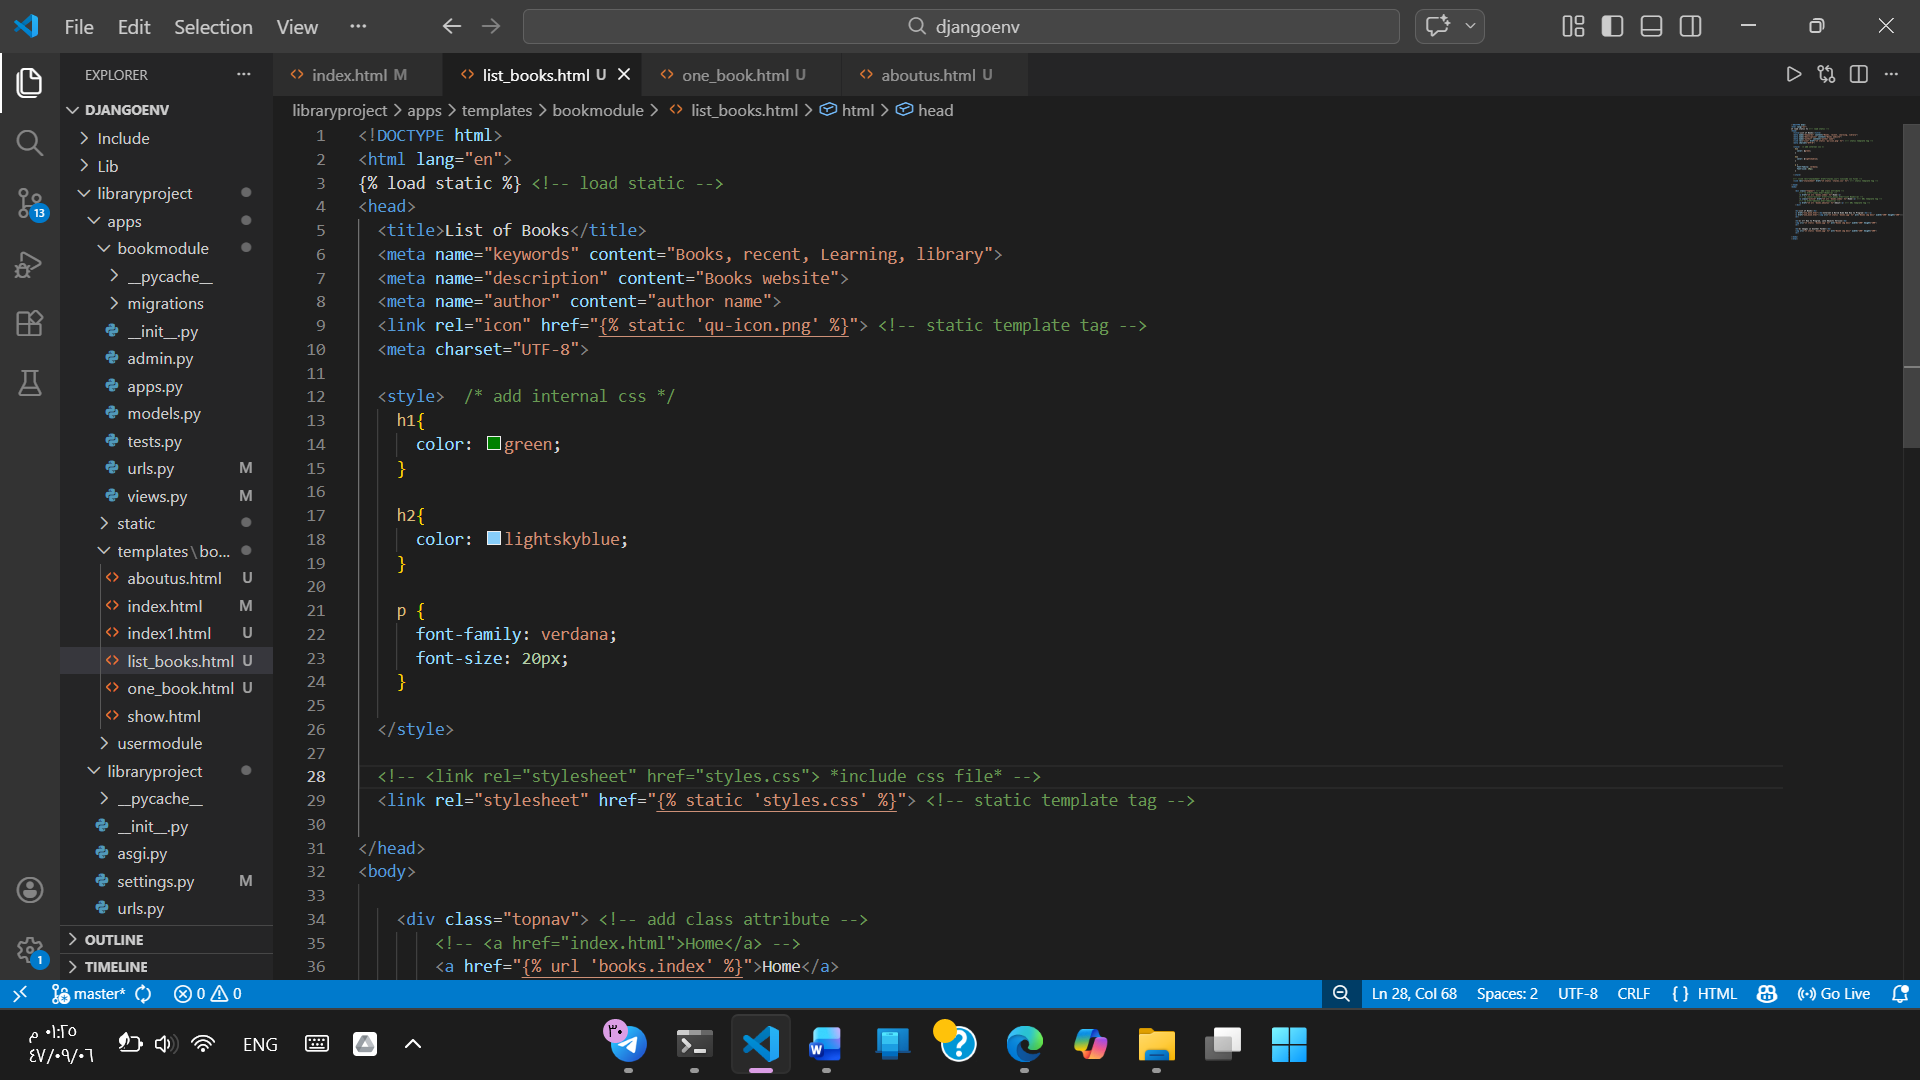 File Edit Selection View ···
djangoenv
EXPLORER ···
DJANGOENV
Include
Lib
libraryproject
apps
bookmodule
__pycache__
migrations
__init__.py
admin.py
apps.py
models.py
tests.py
urls.py M
views.py M
static
templates\bo...
aboutus.html U
index.html M
index1.html U
list_books.html U
one_book.html U
show.html
usermodule
libraryproject
__pycache__
__init__.py
asgi.py
settings.py M
urls.py
OUTLINE
TIMELINE
13
1
index.html M list_books.html U one_book.html U aboutus.html U
libraryproject > apps > templates > bookmodule > list_books.html > html > head
1 <!DOCTYPE html>
2 <html lang="en">
3 {% load static %} <!-- load static -->
4 <head>
5 <title>List of Books</title>
6 <meta name="keywords" content="Books, recent, Learning, library">
7 <meta name="description" content="Books website">
8 <meta name="author" content="author name">
9 <link rel="icon" href="{% static 'qu-icon.png' %}"> <!-- static template tag -->
10 <meta charset="UTF-8">
11
12 <style> /* add internal css */
13 h1{
14 color: green;
15 }
16
17 h2{
18 color: lightskyblue;
19 }
20
21 p {
22 font-family: verdana;
23 font-size: 20px;
24 }
25
26 </style>
27
28 <!-- <link rel="stylesheet" href="styles.css"> *include css file* -->
29 <link rel="stylesheet" href="{% static 'styles.css' %}"> <!-- static template tag -->
30
31 </head>
32 <body>
33
34 <div class="topnav"> <!-- add class attribute -->
35 <!-- <a href="index.html">Home</a> -->
36 <a href="{% url 'books.index' %}">Home</a>
master* 0 0 Ln 28, Col 68 Spaces: 2 UTF-8 CRLF { } HTML Go Live
٠١:٢٥ م
٤٧/٠٩/٠٦
ENG
٣٠
W